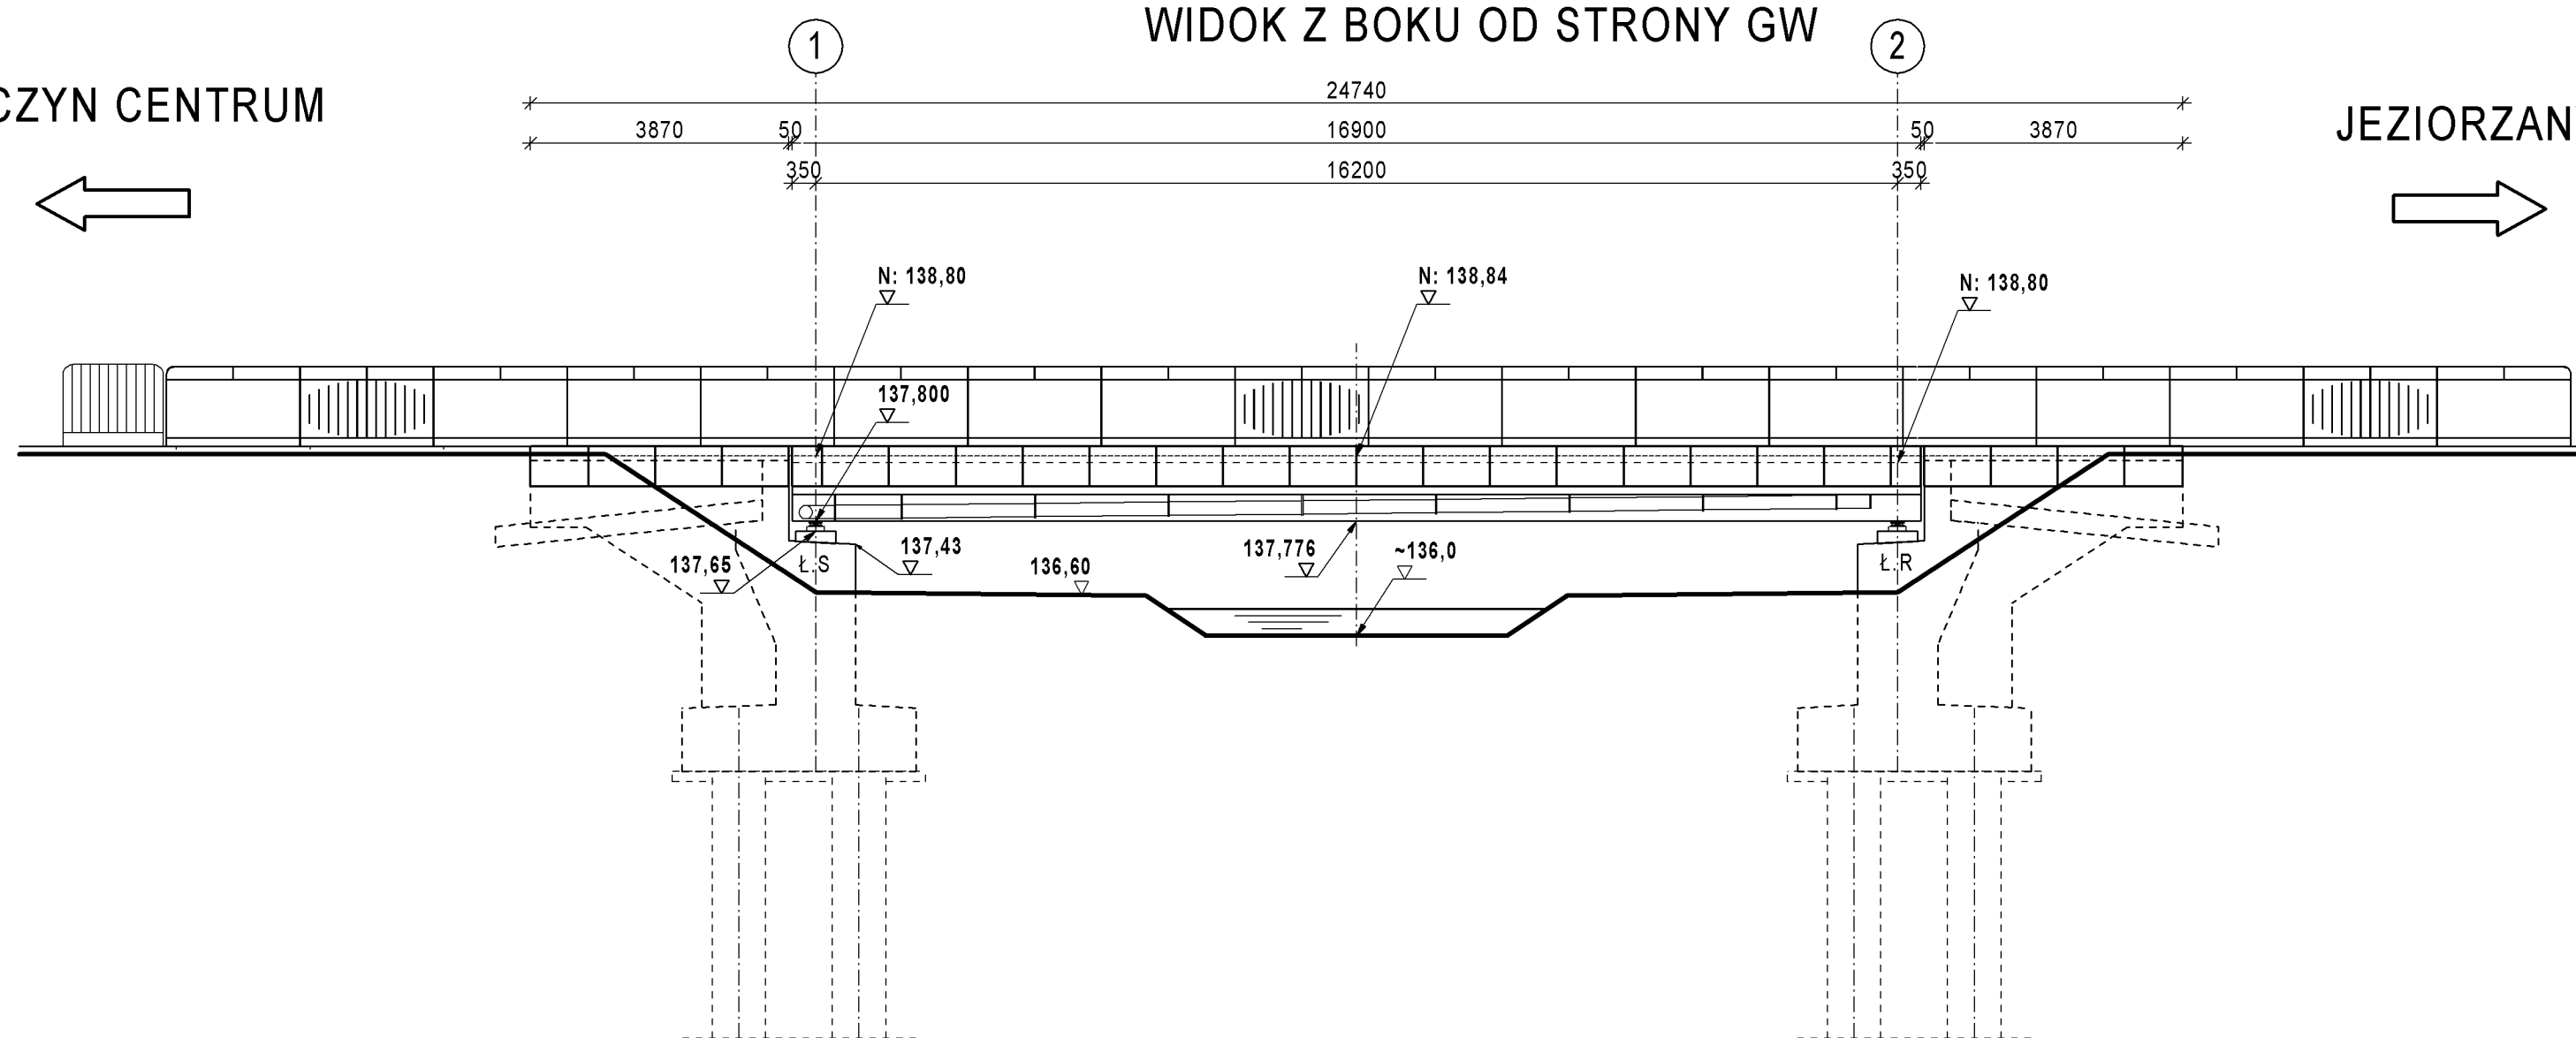 WIDOK Z BOKU OD STRONY GW
1
2
CZYN CENTRUM
JEZIORZAN
24740
3870 50 16900 50 3870
350 16200 350
N: 138,80
N: 138,84
N: 138,80
137,800
137,43
137,65
Ł.S
136,60
137,776
~136,0
Ł.R